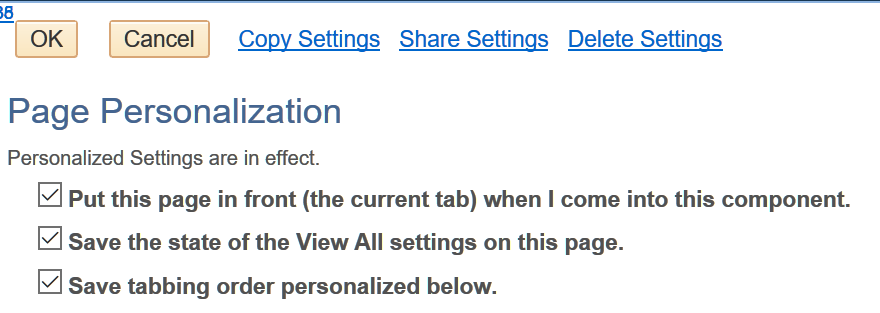 OK Cancel Copy Settings Share Settings Delete Settings
Page Personalization
Personalized Settings are in effect.
Put this page in front (the current tab) when I come into this component.
Save the state of the View All settings on this page.
Save tabbing order personalized below.